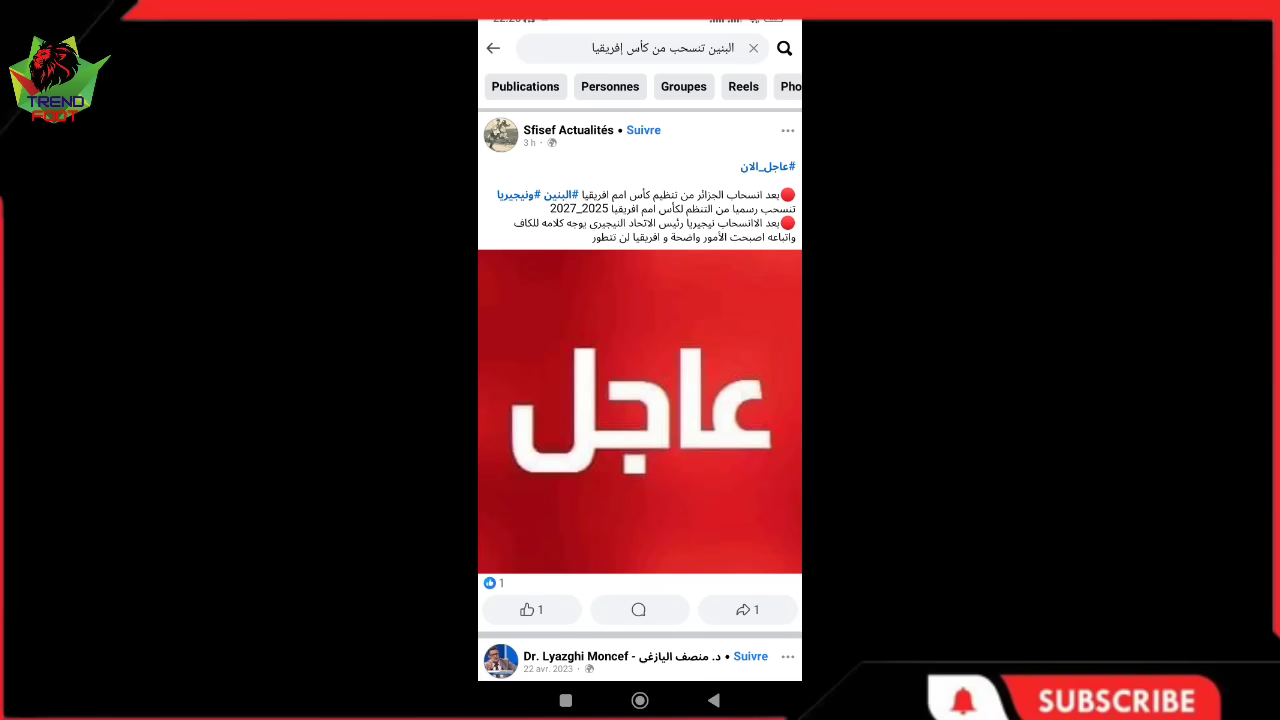 TREND
FOOT
البنين تنسحب من كأس إفريقيا
Publications
Personnes
Groupes
Reels
Pho
Sfisef Actualités • Suivre
3 h
#عاجل_الان
🔴بعد انسحاب الجزائر من تنظيم كأس امم افريقيا #البنين #ونيجيريا
تنسحب رسميا من التنظم لكأس امم افريقيا 2025_2027
🔴بعد الاانسحاب نيجيريا رئيس الاتحاد النيجيري يوجه كلامه للكاف
واتباعه اصبحت الأمور واضحة و افريقيا لن تتطور
عاجل
1
1
1
Dr. Lyazghi Moncef - د. منصف اليازغي • Suivre
22 avr. 2023
SUBSCRIBE